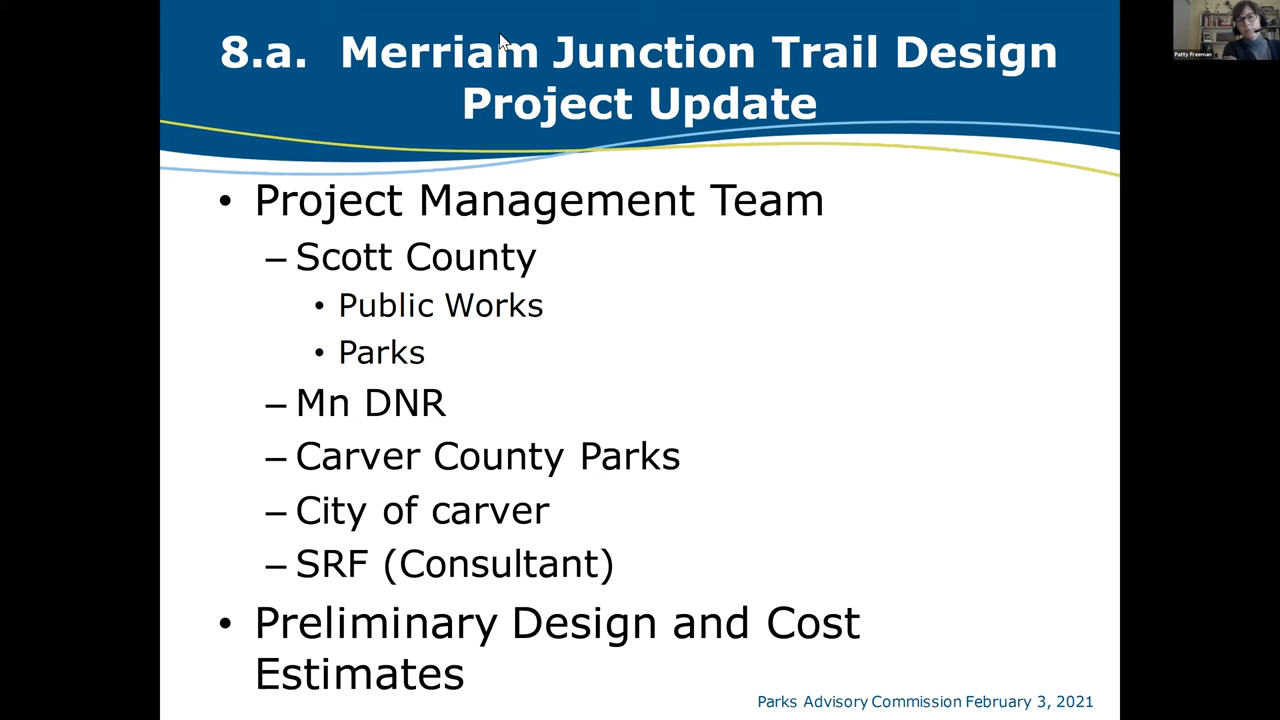 8.a. Merriam Junction Trail Design
Project Update
Patty Freeman
• Project Management Team
– Scott County
• Public Works
• Parks
– Mn DNR
– Carver County Parks
– City of carver
– SRF (Consultant)
• Preliminary Design and Cost
Estimates
Parks Advisory Commission February 3, 2021